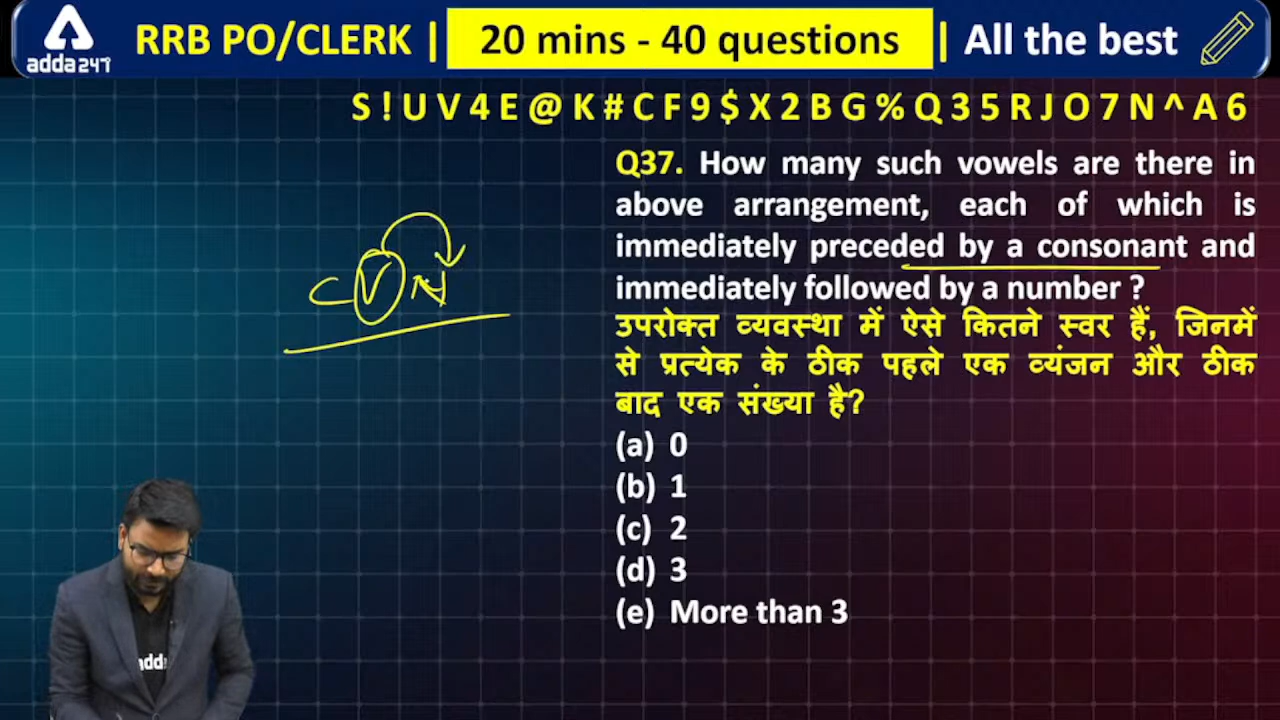 adda247
RRB PO/CLERK | 20 mins - 40 questions | All the best
S ! U V 4 E @ K # C F 9 $ X 2 B G % Q 3 5 R J O 7 N ^ A 6
Q37. How many such vowels are there in
above arrangement, each of which is
immediately preceded by a consonant and
immediately followed by a number ?
उपरोक्त व्यवस्था में ऐसे कितने स्वर हैं, जिनमें
से प्रत्येक के ठीक पहले एक व्यंजन और ठीक
बाद एक संख्या है?
(a) 0
(b) 1
(c) 2
(d) 3
(e) More than 3
C V N
add